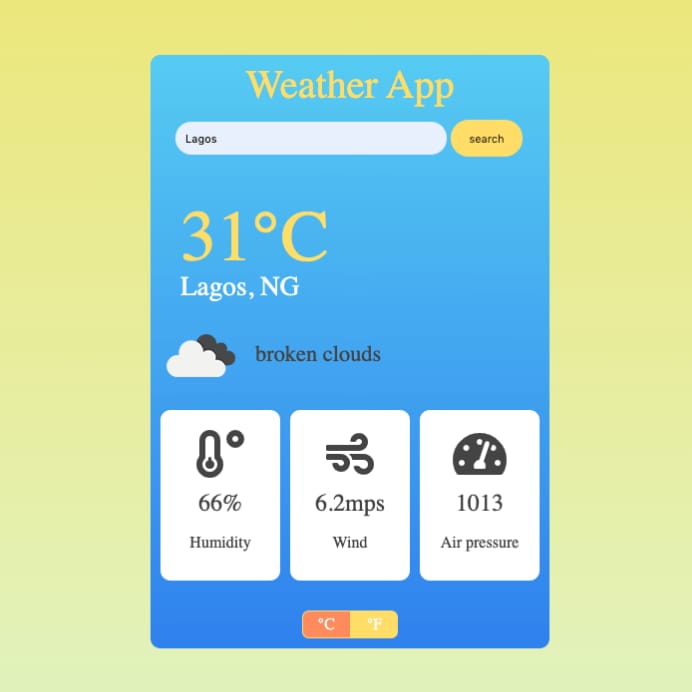 Weather App
Lagos
search
31°C
Lagos, NG
broken clouds
66%
6.2mps
1013
Humidity
Wind
Air pressure
°C
°F